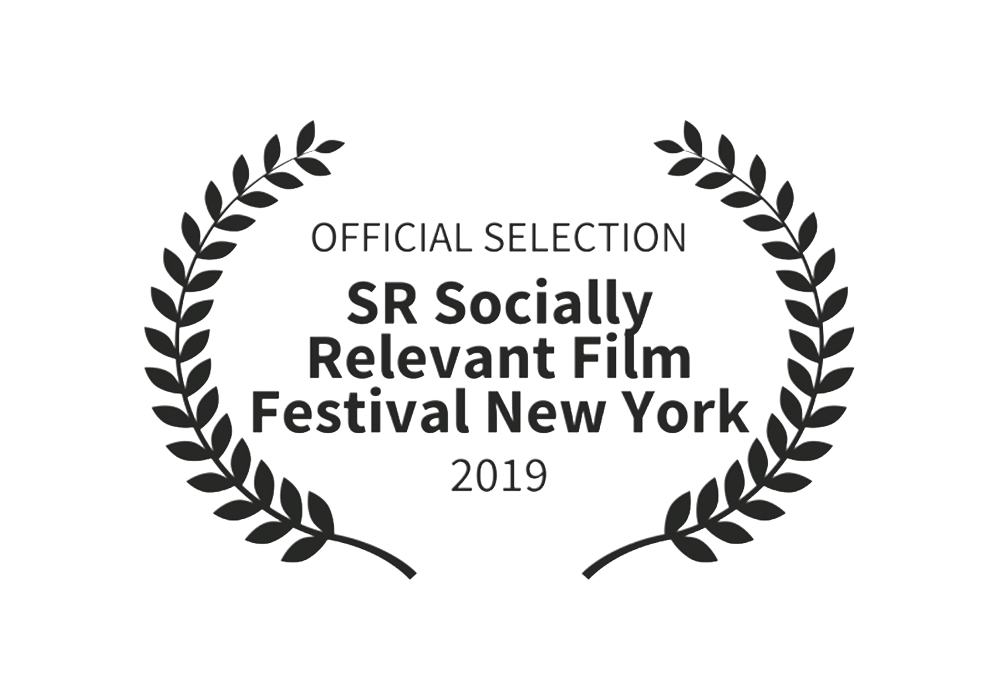 OFFICIAL SELECTION
SR Socially
Relevant Film
Festival New York
2019